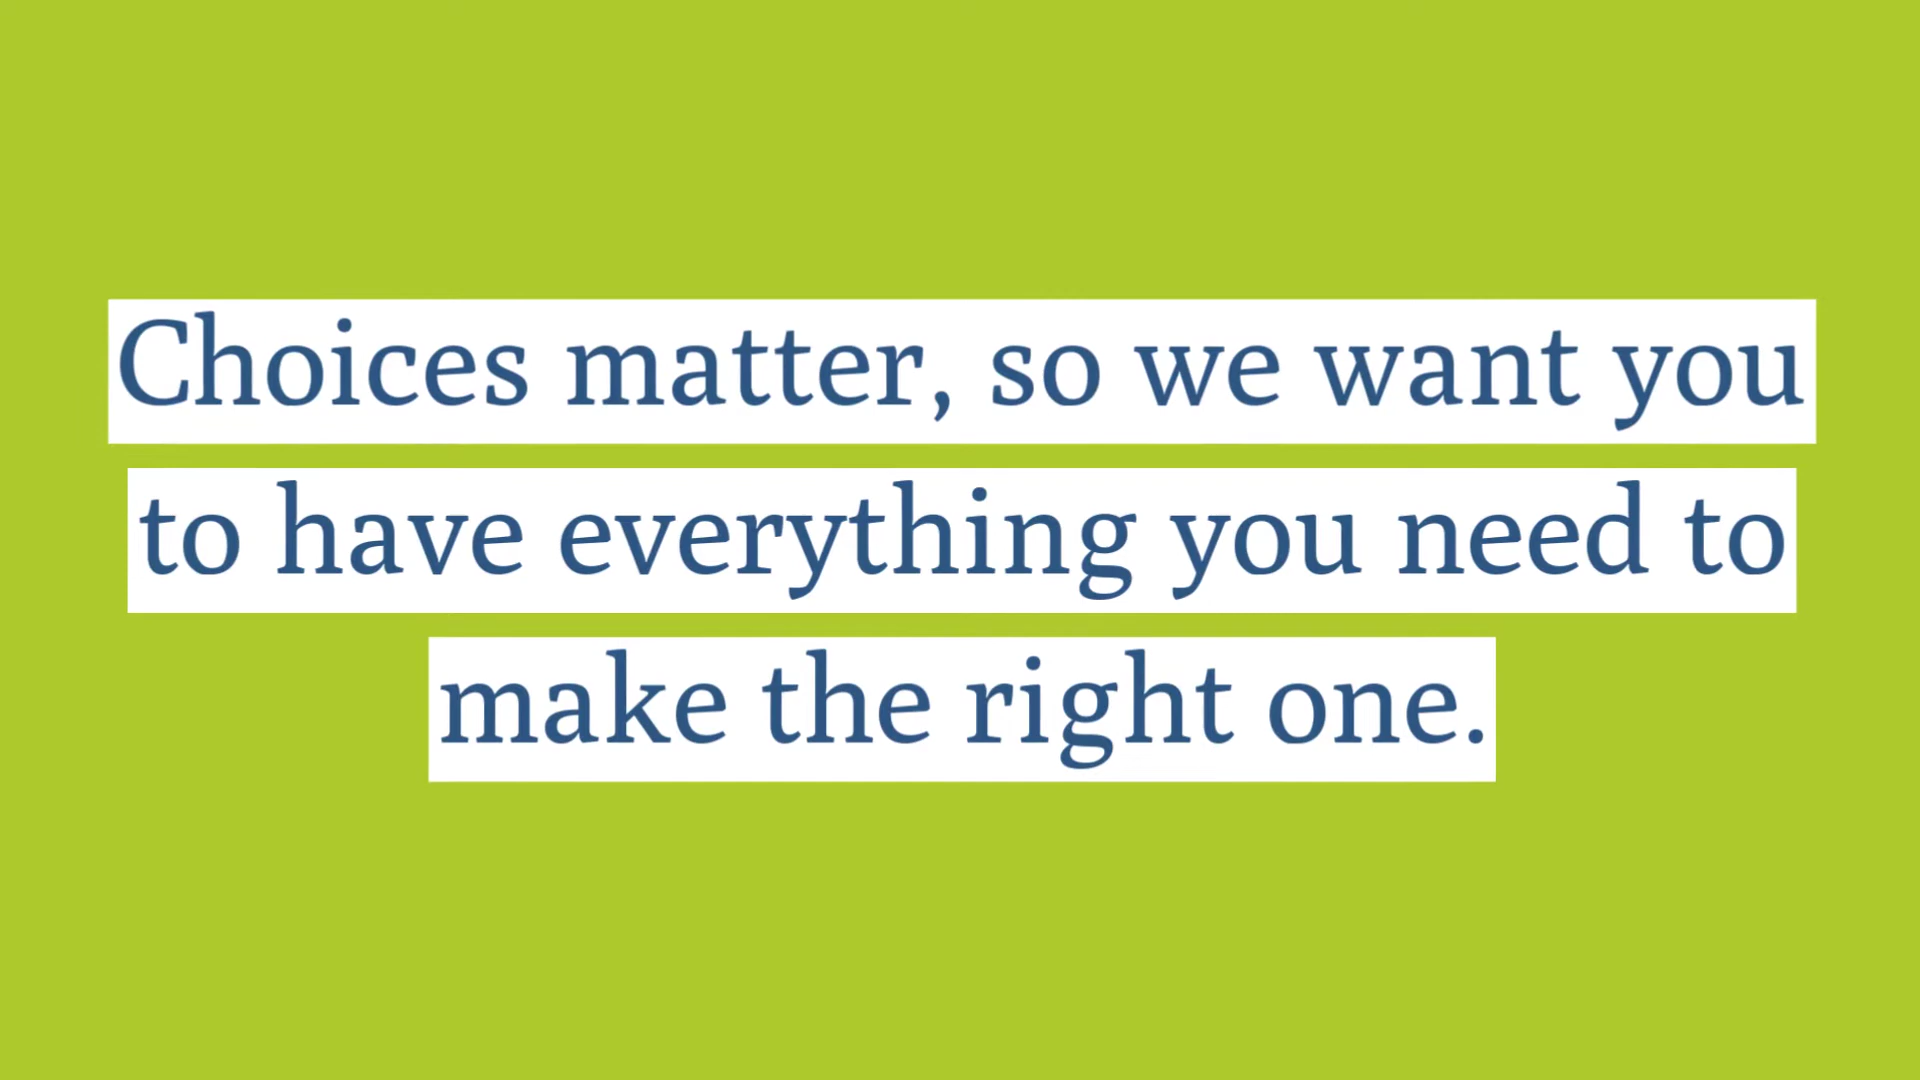 Choices matter, so we want you
to have everything you need to
make the right one.